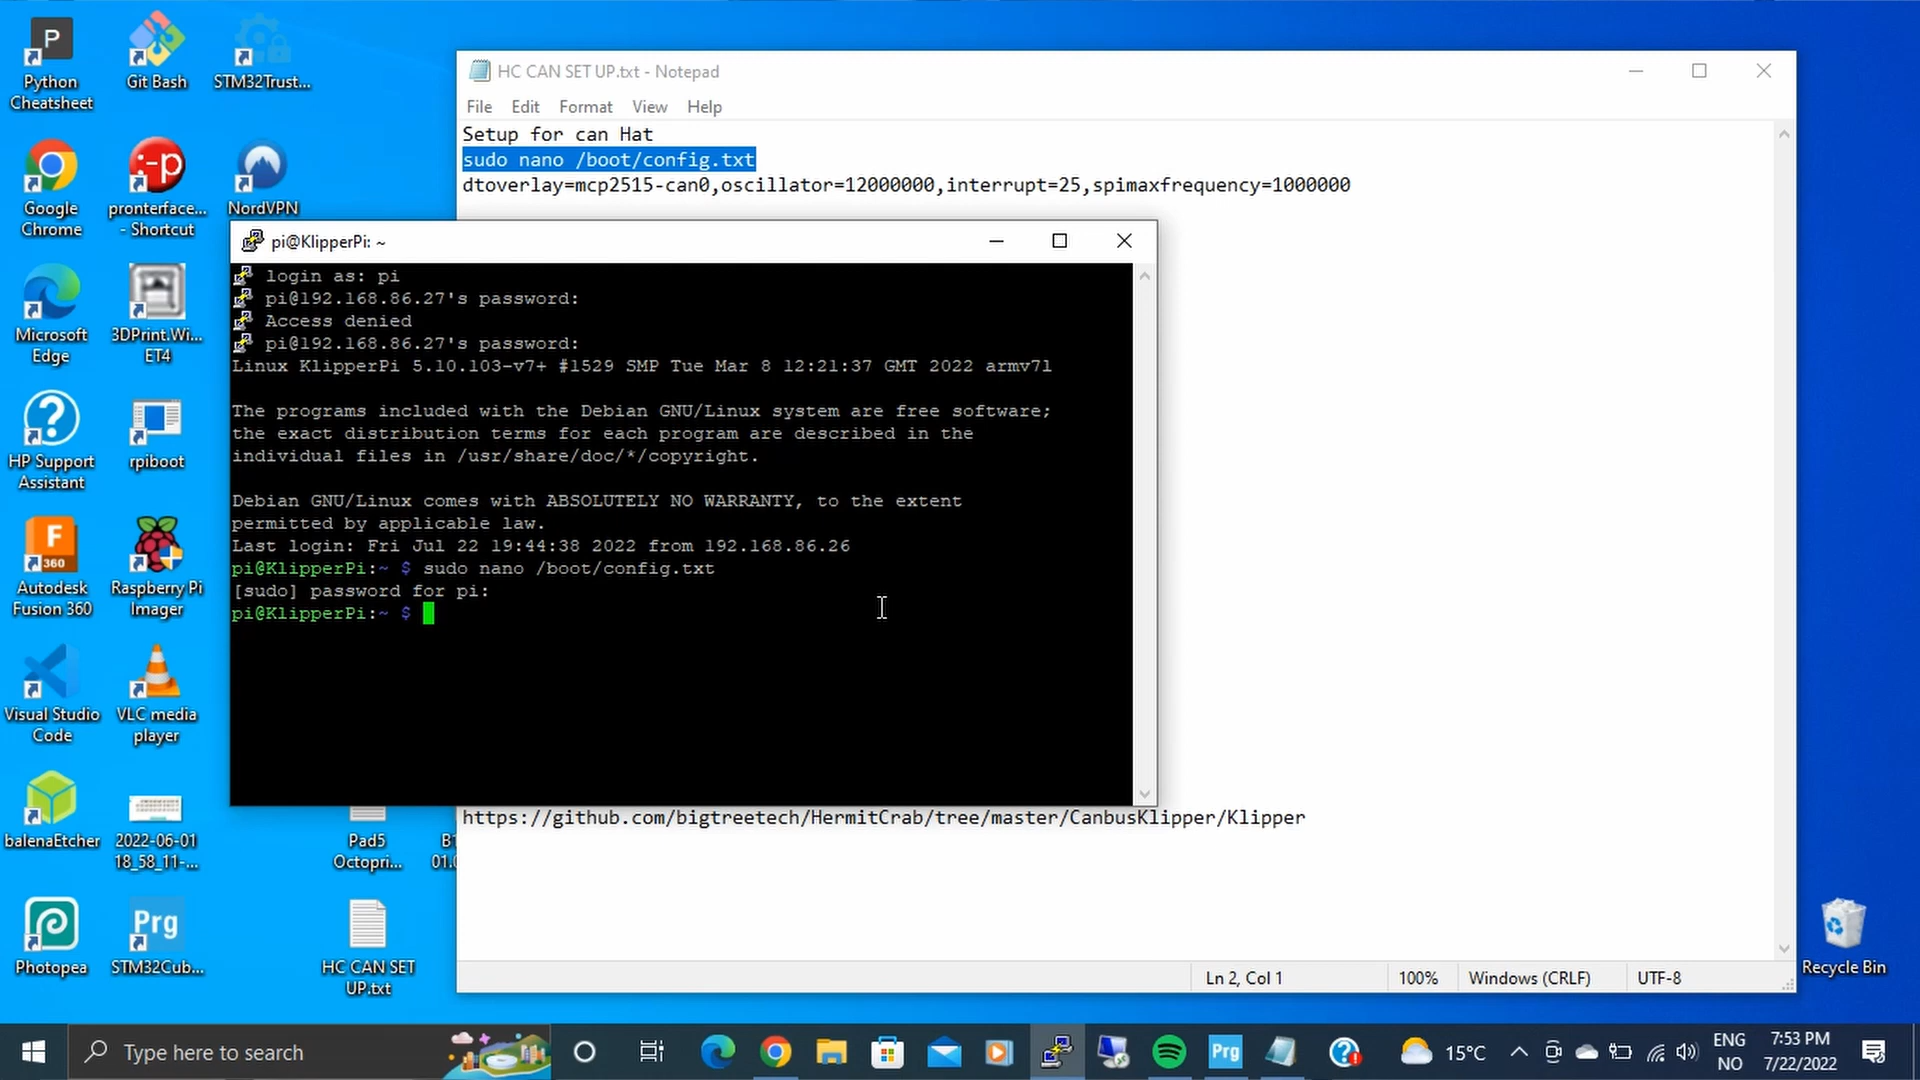 P
Python
Cheatsheet
Git Bash
STM32Trust...
Google
Chrome
pronterface...
- Shortcut
NordVPN
Microsoft
Edge
3DPrint.Wi...
ET4
HP Support
Assistant
rpiboot
F
360
Autodesk
Fusion 360
Raspberry Pi
Imager
Visual Studio
Code
VLC media
player
balenaEtcher
2022-06-01
18_58_11-...
Pad5
Octopri...
Photopea
Prg
STM32Cub...
HC CAN SET
UP.txt
Recycle Bin
HC CAN SET UP.txt - Notepad
File Edit Format View Help
Setup for can Hat
sudo nano /boot/config.txt
dtoverlay=mcp2515-can0,oscillator=12000000,interrupt=25,spimaxfrequency=1000000
pi@KlipperPi: ~
login as: pi
pi@192.168.86.27's password:
Access denied
pi@192.168.86.27's password:
Linux KlipperPi 5.10.103-v7+ #1529 SMP Tue Mar 8 12:21:37 GMT 2022 armv7l
The programs included with the Debian GNU/Linux system are free software;
the exact distribution terms for each program are described in the
individual files in /usr/share/doc/*/copyright.
Debian GNU/Linux comes with ABSOLUTELY NO WARRANTY, to the extent
permitted by applicable law.
Last login: Fri Jul 22 19:44:38 2022 from 192.168.86.26
pi@KlipperPi:~ $ sudo nano /boot/config.txt
[sudo] password for pi:
pi@KlipperPi:~ $
https://github.com/bigtreetech/HermitCrab/tree/master/CanbusKlipper/Klipper
Ln 2, Col 1
100%
Windows (CRLF)
UTF-8
Type here to search
Prg
15°C
ENG
NO
7:53 PM
7/22/2022